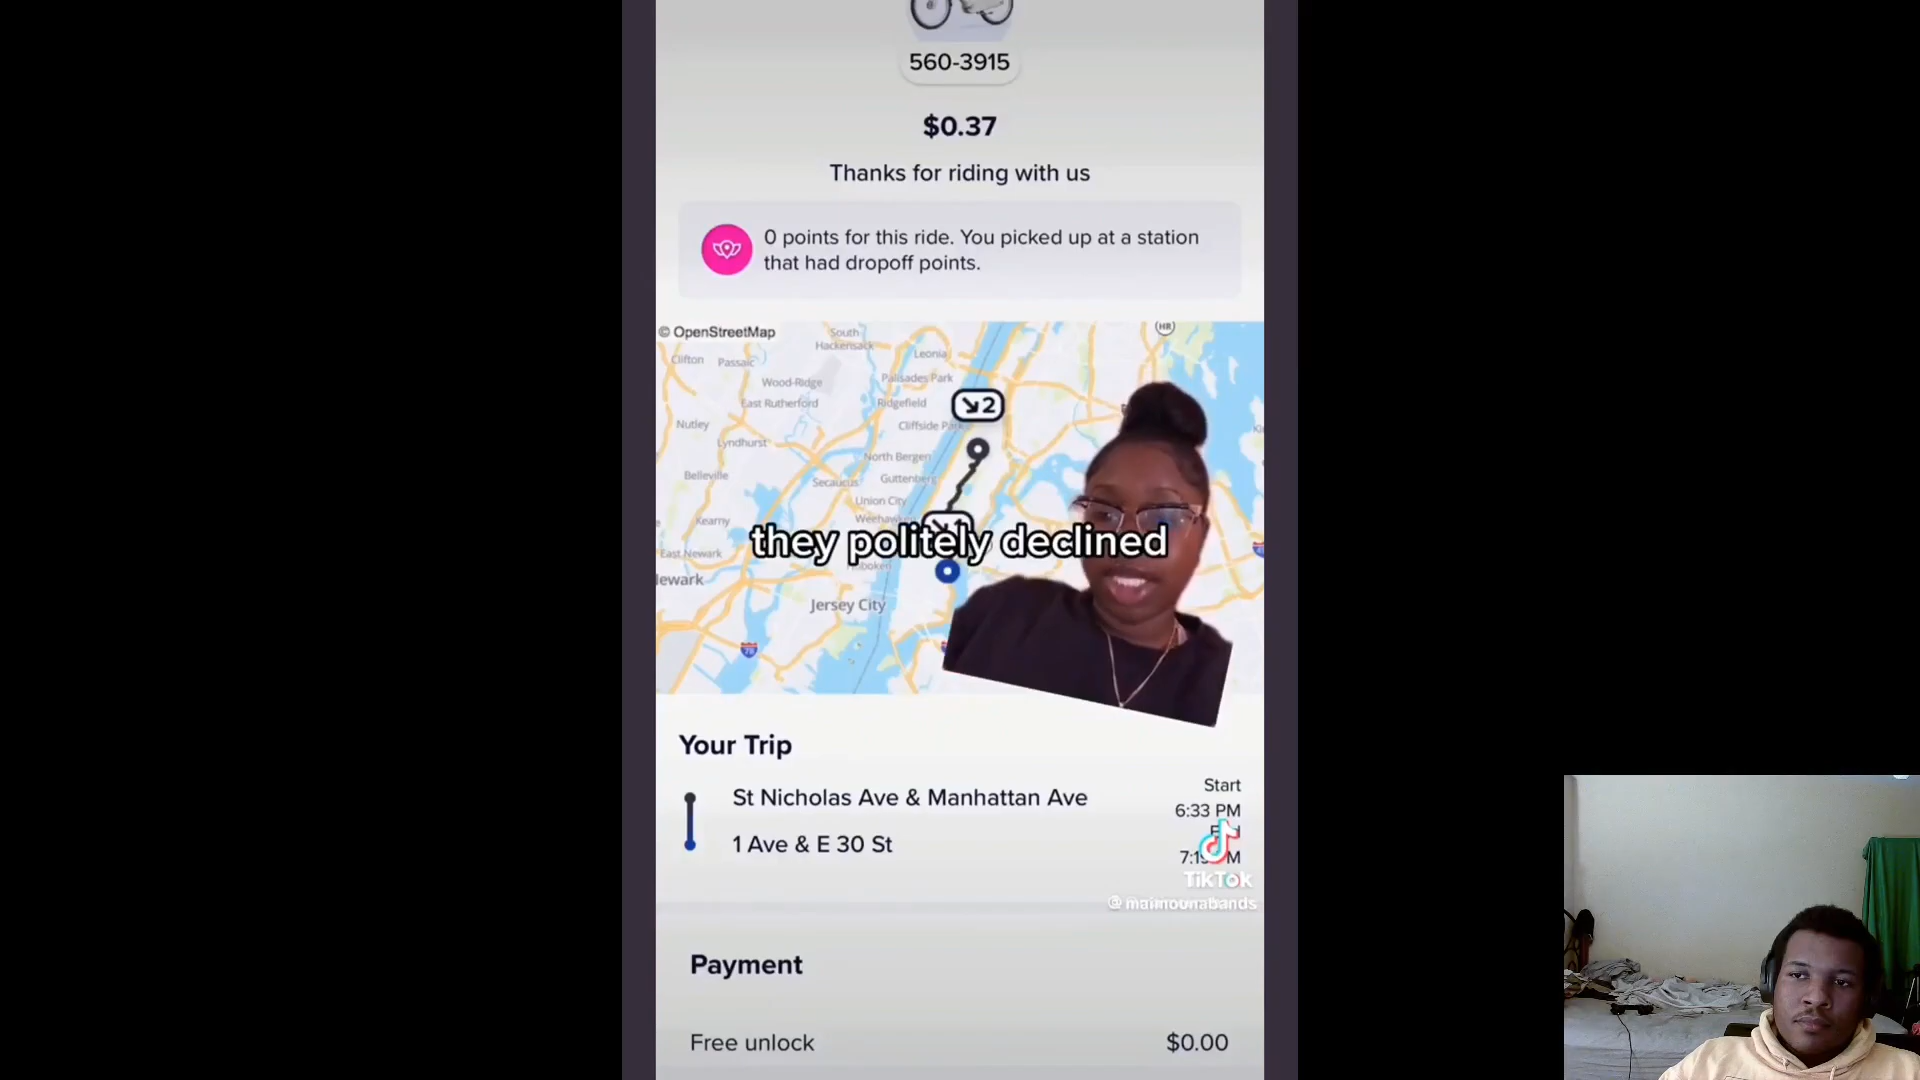 560-3915
$0.37
Thanks for riding with us
0 points for this ride. You picked up at a station
that had dropoff points.
© OpenStreetMap
South
Hackensack
Clifton
Passaic
Leonia
Wood-Ridge
Palisades Park
East Rutherford
Ridgefield
2
Nutley
Cliffside
Lyndhurst
North Bergen
Belleville
Secaucus
Guttenberg
Union City
Kearny
they politely declined
East Newark
Jersey City
78
Your Trip
Start
St Nicholas Ave & Manhattan Ave
6:33 PM
1 Ave & E 30 St
TikTok
@maimounabands
Payment
Free unlock
$0.00